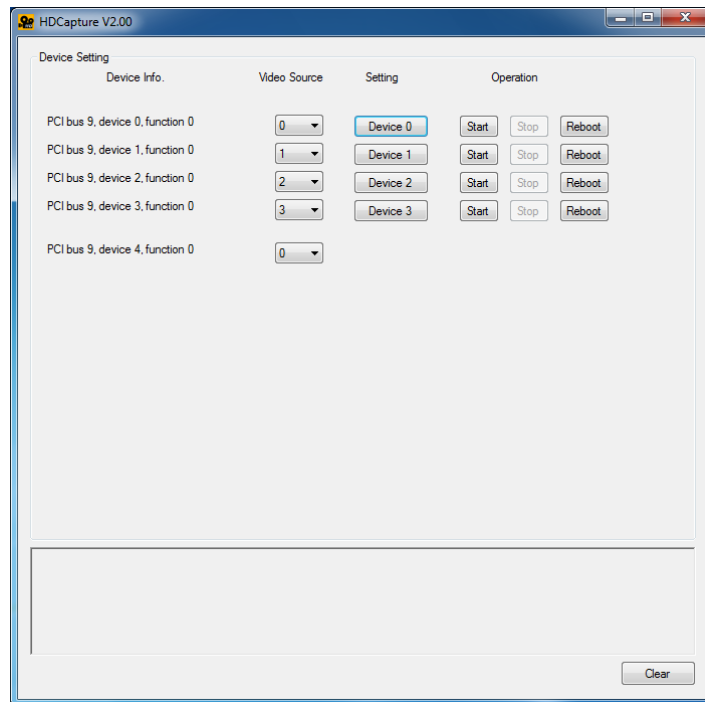 HDCapture V2.00
Device Setting
Device Info. Video Source Setting Operation
PCI bus 9, device 0, function 0 0 Device 0 Start Stop Reboot
PCI bus 9, device 1, function 0 1 Device 1 Start Stop Reboot
PCI bus 9, device 2, function 0 2 Device 2 Start Stop Reboot
PCI bus 9, device 3, function 0 3 Device 3 Start Stop Reboot
PCI bus 9, device 4, function 0 0
Clear